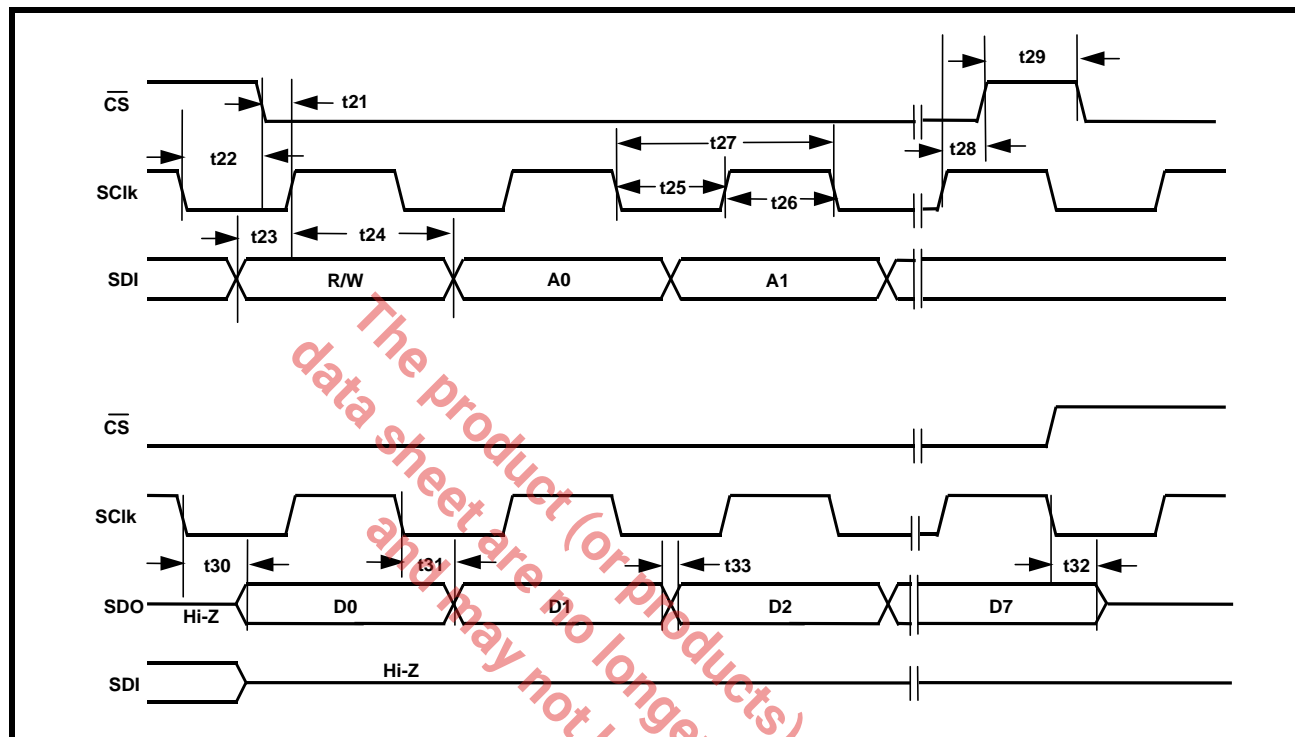 t29
CS
t21
t27
t22
t28
SClk
t25
t26
t23
t24
SDI
R/W
A0
A1
The product (or products)
data sheet are no longer
and may not
CS
SClk
t30
t31
t33
t32
SDO
Hi-Z
D0
D1
D2
D7
SDI
Hi-Z